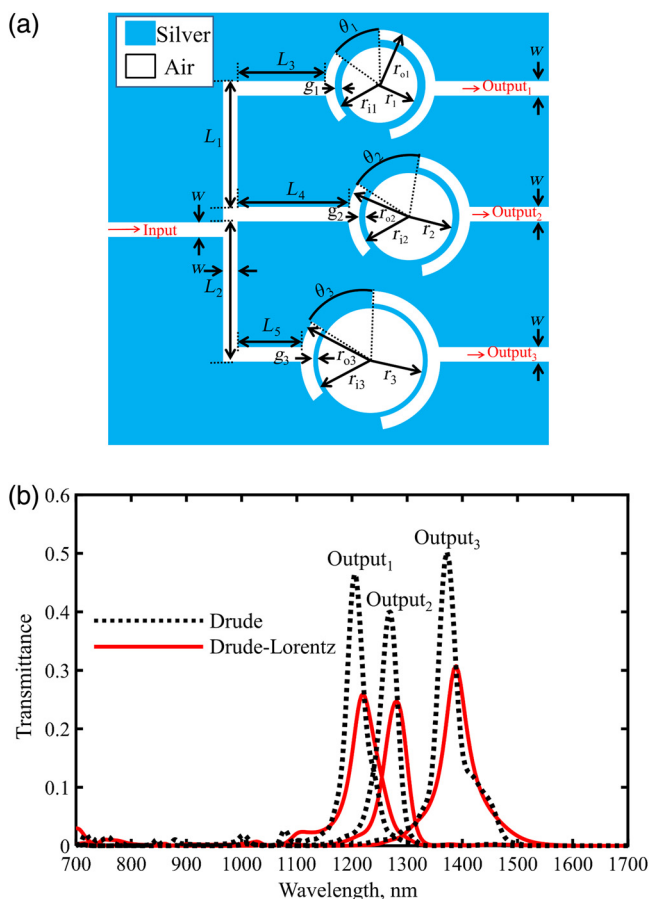 (a)
Silver
Air
θ1
L3
w
ro1
Output1
g1
ri1
r1
L1
θ2
L4
w
w
Input
g2
ro2
ri2
r2
Output2
w
L2
θ3
L5
w
g3
ro3
ri3
r3
Output3
(b)
0.6
0.5
0.4
0.3
0.2
0.1
0
Transmittance
Output1
Output2
Output3
Drude
Drude-Lorentz
700 800 900 1000 1100 1200 1300 1400 1500 1600 1700
Wavelength, nm